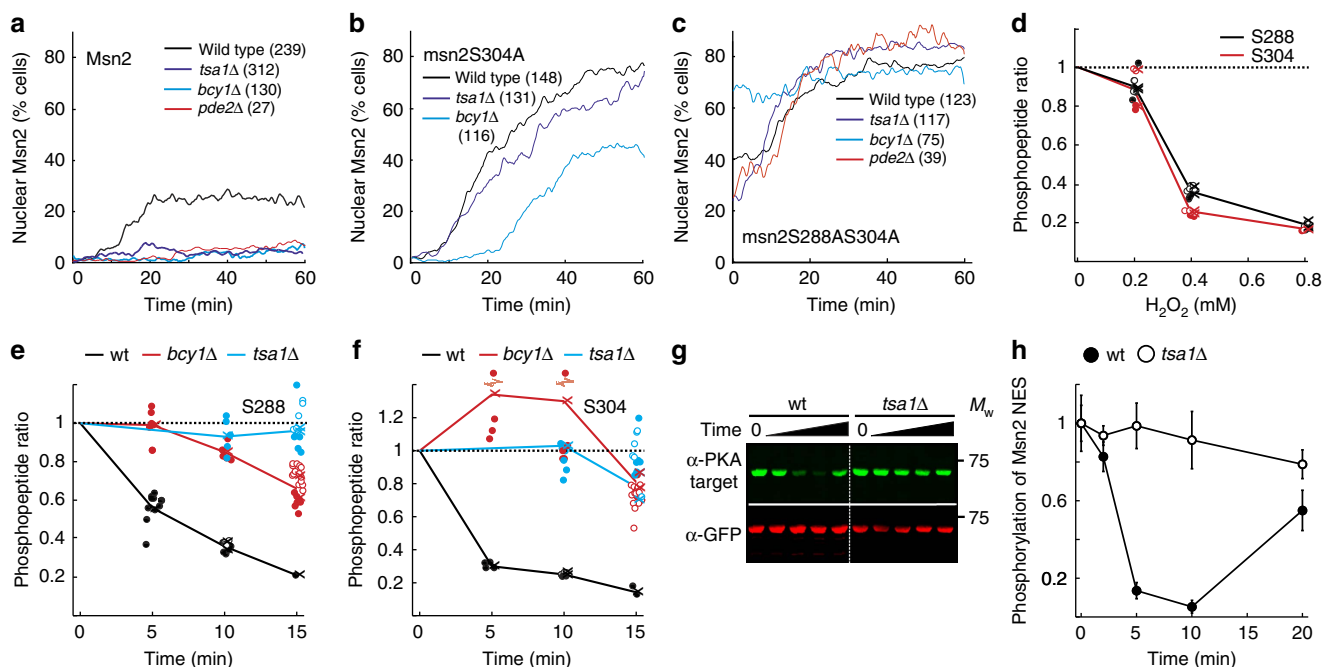 a
Msn2
Wild type (239)
tsa1Δ (312)
bcy1Δ (130)
pde2Δ (27)
Nuclear Msn2 (% cells)
80
60
40
20
0
0 20 40 60
Time (min)
b
msn2S304A
Wild type (148)
tsa1Δ (131)
bcy1Δ
(116)
Nuclear Msn2 (% cells)
80
60
40
20
0
0 20 40 60
Time (min)
c
Wild type (123)
tsa1Δ (117)
bcy1Δ (75)
pde2Δ (39)
msn2S288AS304A
Nuclear Msn2 (% cells)
80
60
40
20
0
0 20 40 60
Time (min)
d
S288
S304
Phosphopeptide ratio
1
0.8
0.6
0.4
0.2
0 0.2 0.4 0.6 0.8
H2O2 (mM)
e
wt bcy1Δ tsa1Δ
S288
Phosphopeptide ratio
1
0.8
0.6
0.4
0.2
0 5 10 15
Time (min)
f
wt bcy1Δ tsa1Δ
S304
Phosphopeptide ratio
1.2
1
0.8
0.6
0.4
0.2
0 5 10 15
Time (min)
g
wt tsa1Δ Mw
Time 0 0
α-PKA
target
75
α-GFP
75
h
wt tsa1Δ
Phosphorylation of Msn2 NES
1
0.8
0.6
0.4
0.2
0 5 10 15 20
Time (min)